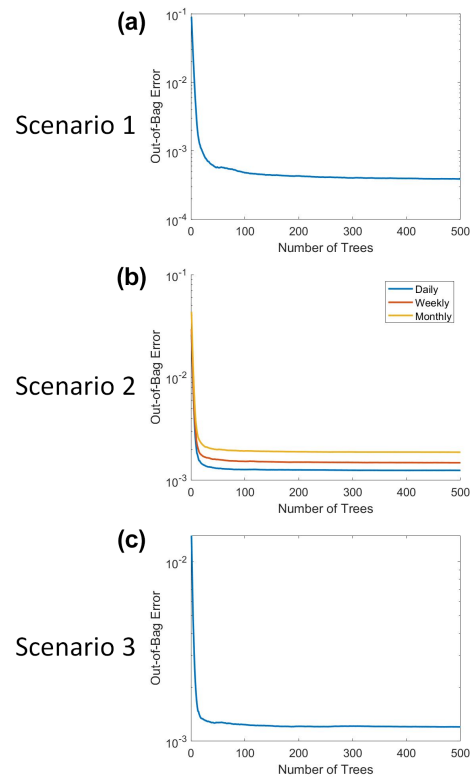 (a)
Scenario 1
Out-of-Bag Error
10^-1
10^-2
10^-3
10^-4
0 100 200 300 400 500
Number of Trees
(b)
Scenario 2
Out-of-Bag Error
10^-1
10^-2
10^-3
Daily
Weekly
Monthly
0 100 200 300 400 500
Number of Trees
(c)
Scenario 3
Out-of-Bag Error
10^-2
10^-3
0 100 200 300 400 500
Number of Trees